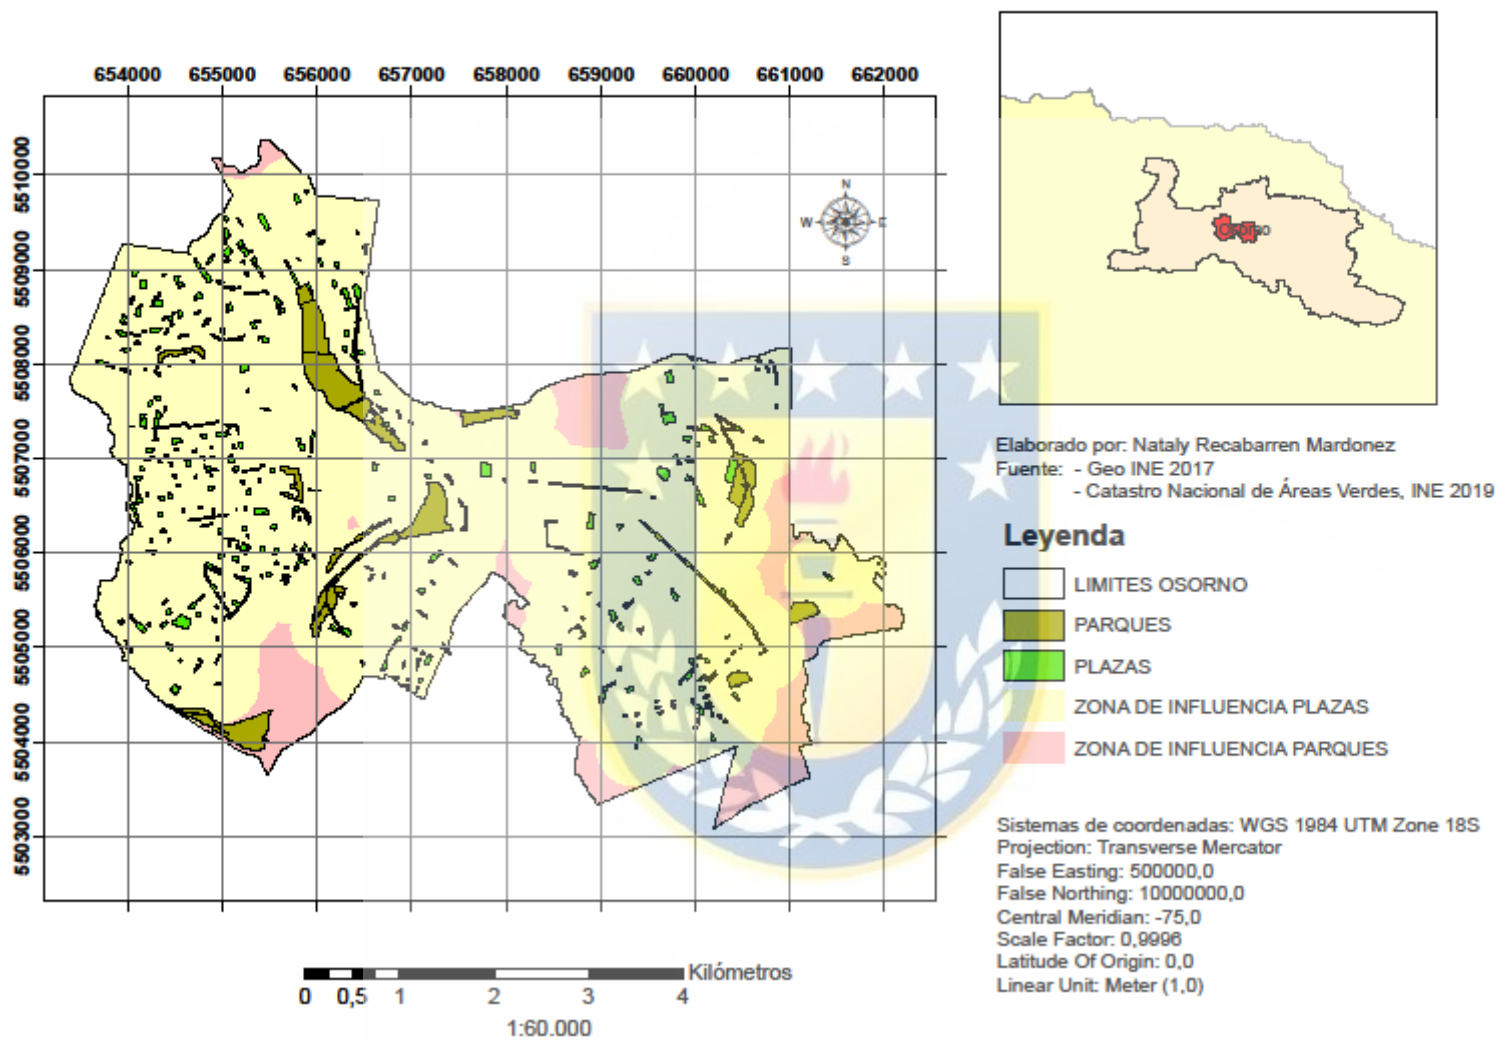 654000 655000 656000 657000 658000 659000 660000 661000 662000
5510000
5509000
5508000
5507000
5506000
5505000
5504000
5503000
N
W E
S
Osorno
Elaborado por: Nataly Recabarren Mardonez
Fuente: - Geo INE 2017
- Catastro Nacional de Áreas Verdes, INE 2019
Leyenda
LIMITES OSORNO
PARQUES
PLAZAS
ZONA DE INFLUENCIA PLAZAS
ZONA DE INFLUENCIA PARQUES
Sistemas de coordenadas: WGS 1984 UTM Zone 18S
Projection: Transverse Mercator
False Easting: 500000,0
False Northing: 10000000,0
Central Meridian: -75,0
Scale Factor: 0,9996
Latitude Of Origin: 0,0
Linear Unit: Meter (1,0)
Kilómetros
0 0,5 1 2 3 4
1:60.000